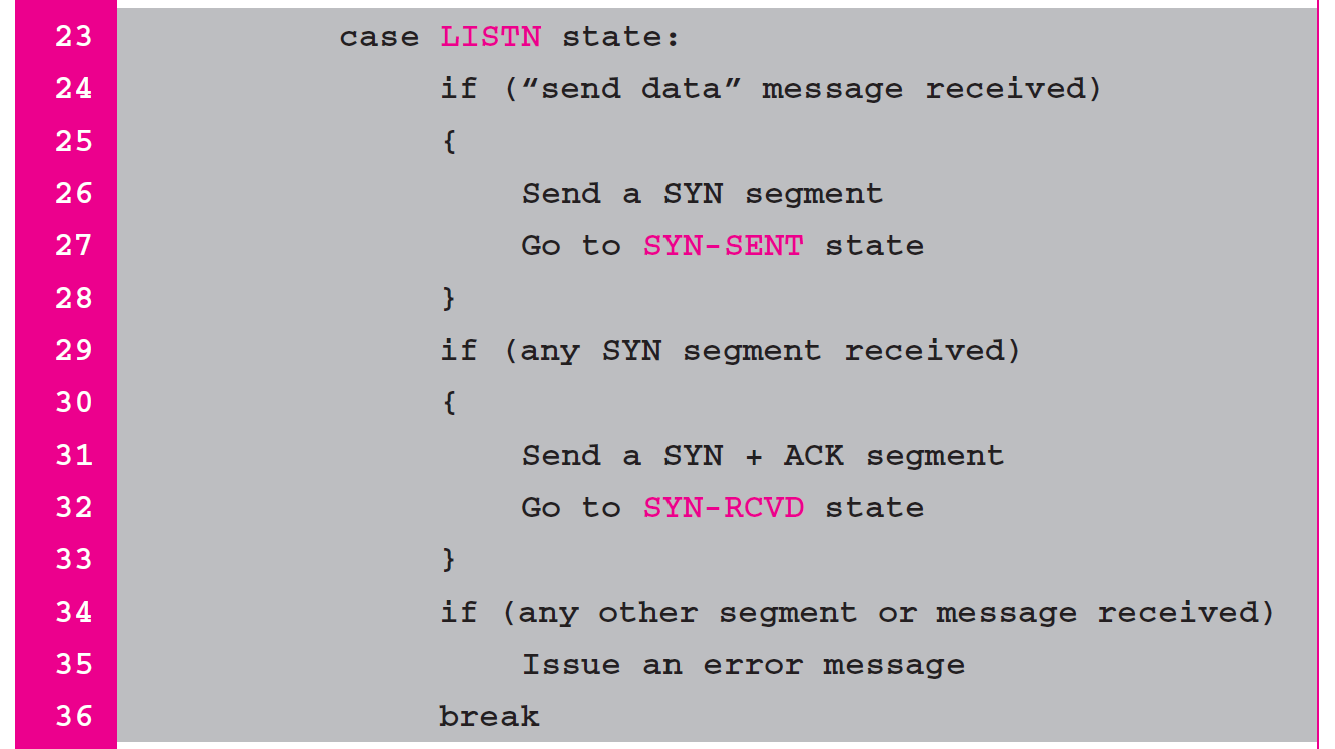 23 case LISTN state:
24 if (“send data” message received)
25 {
26 Send a SYN segment
27 Go to SYN-SENT state
28 }
29 if (any SYN segment received)
30 {
31 Send a SYN + ACK segment
32 Go to SYN-RCVD state
33 }
34 if (any other segment or message received)
35 Issue an error message
36 break